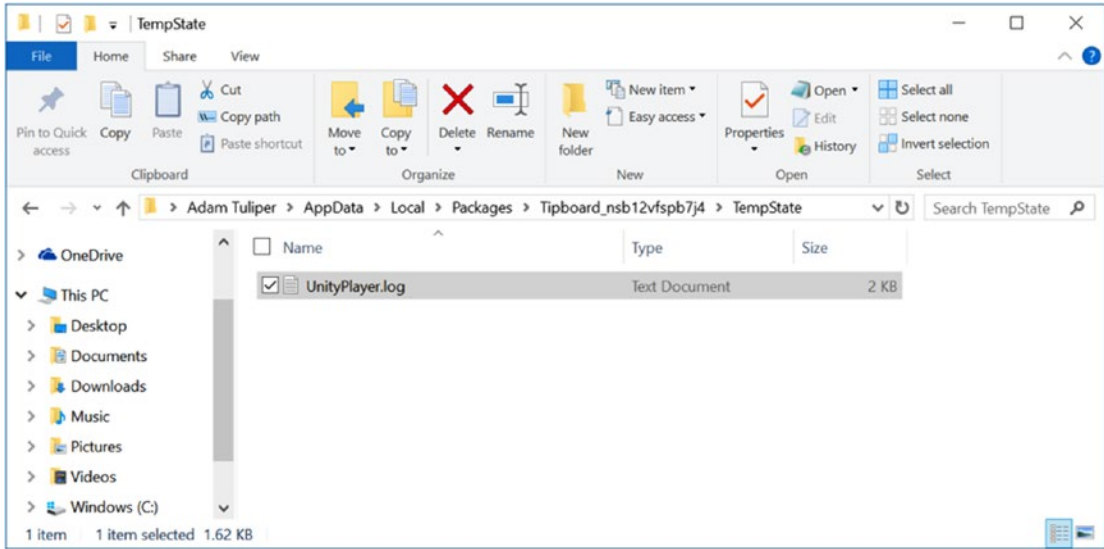 TempState
File Home Share View
Pin to Quick access
Copy
Paste
Cut
Copy path
Paste shortcut
Clipboard
Move to
Copy to
Delete
Rename
Organize
New folder
New item
Easy access
New
Properties
Open
Edit
History
Open
Select all
Select none
Invert selection
Select
Adam Tuliper > AppData > Local > Packages > Tipboard_nsb12vfspb7j4 > TempState
Search TempState
Name Type Size
UnityPlayer.log Text Document 2 KB
OneDrive
This PC
Desktop
Documents
Downloads
Music
Pictures
Videos
Windows (C:)
1 item 1 item selected 1.62 KB